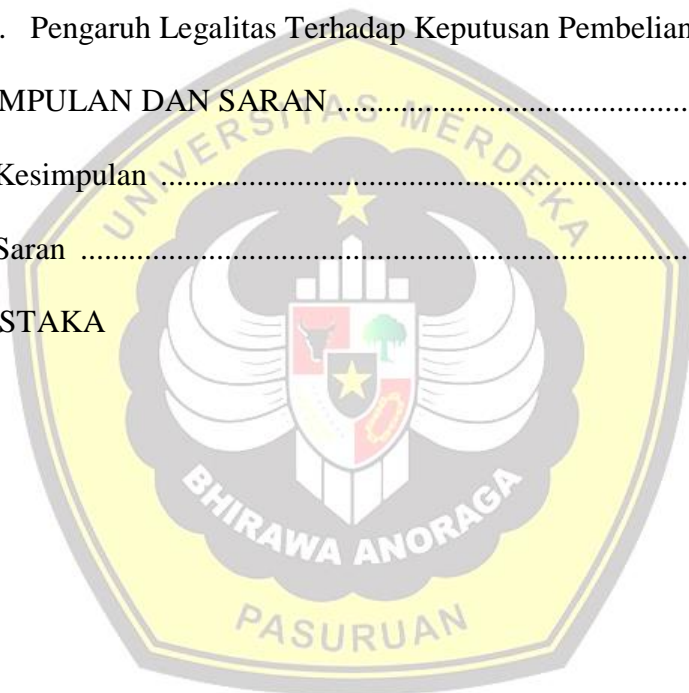 . Pengaruh Legalitas Terhadap Keputusan Pembelian
MPULAN DAN SARAN ............................................
Kesimpulan ...................................................................
Saran .............................................................................
STAKA
UNIVERSITAS MERDEKA
BHIRAWA ANORAGA
PASURUAN